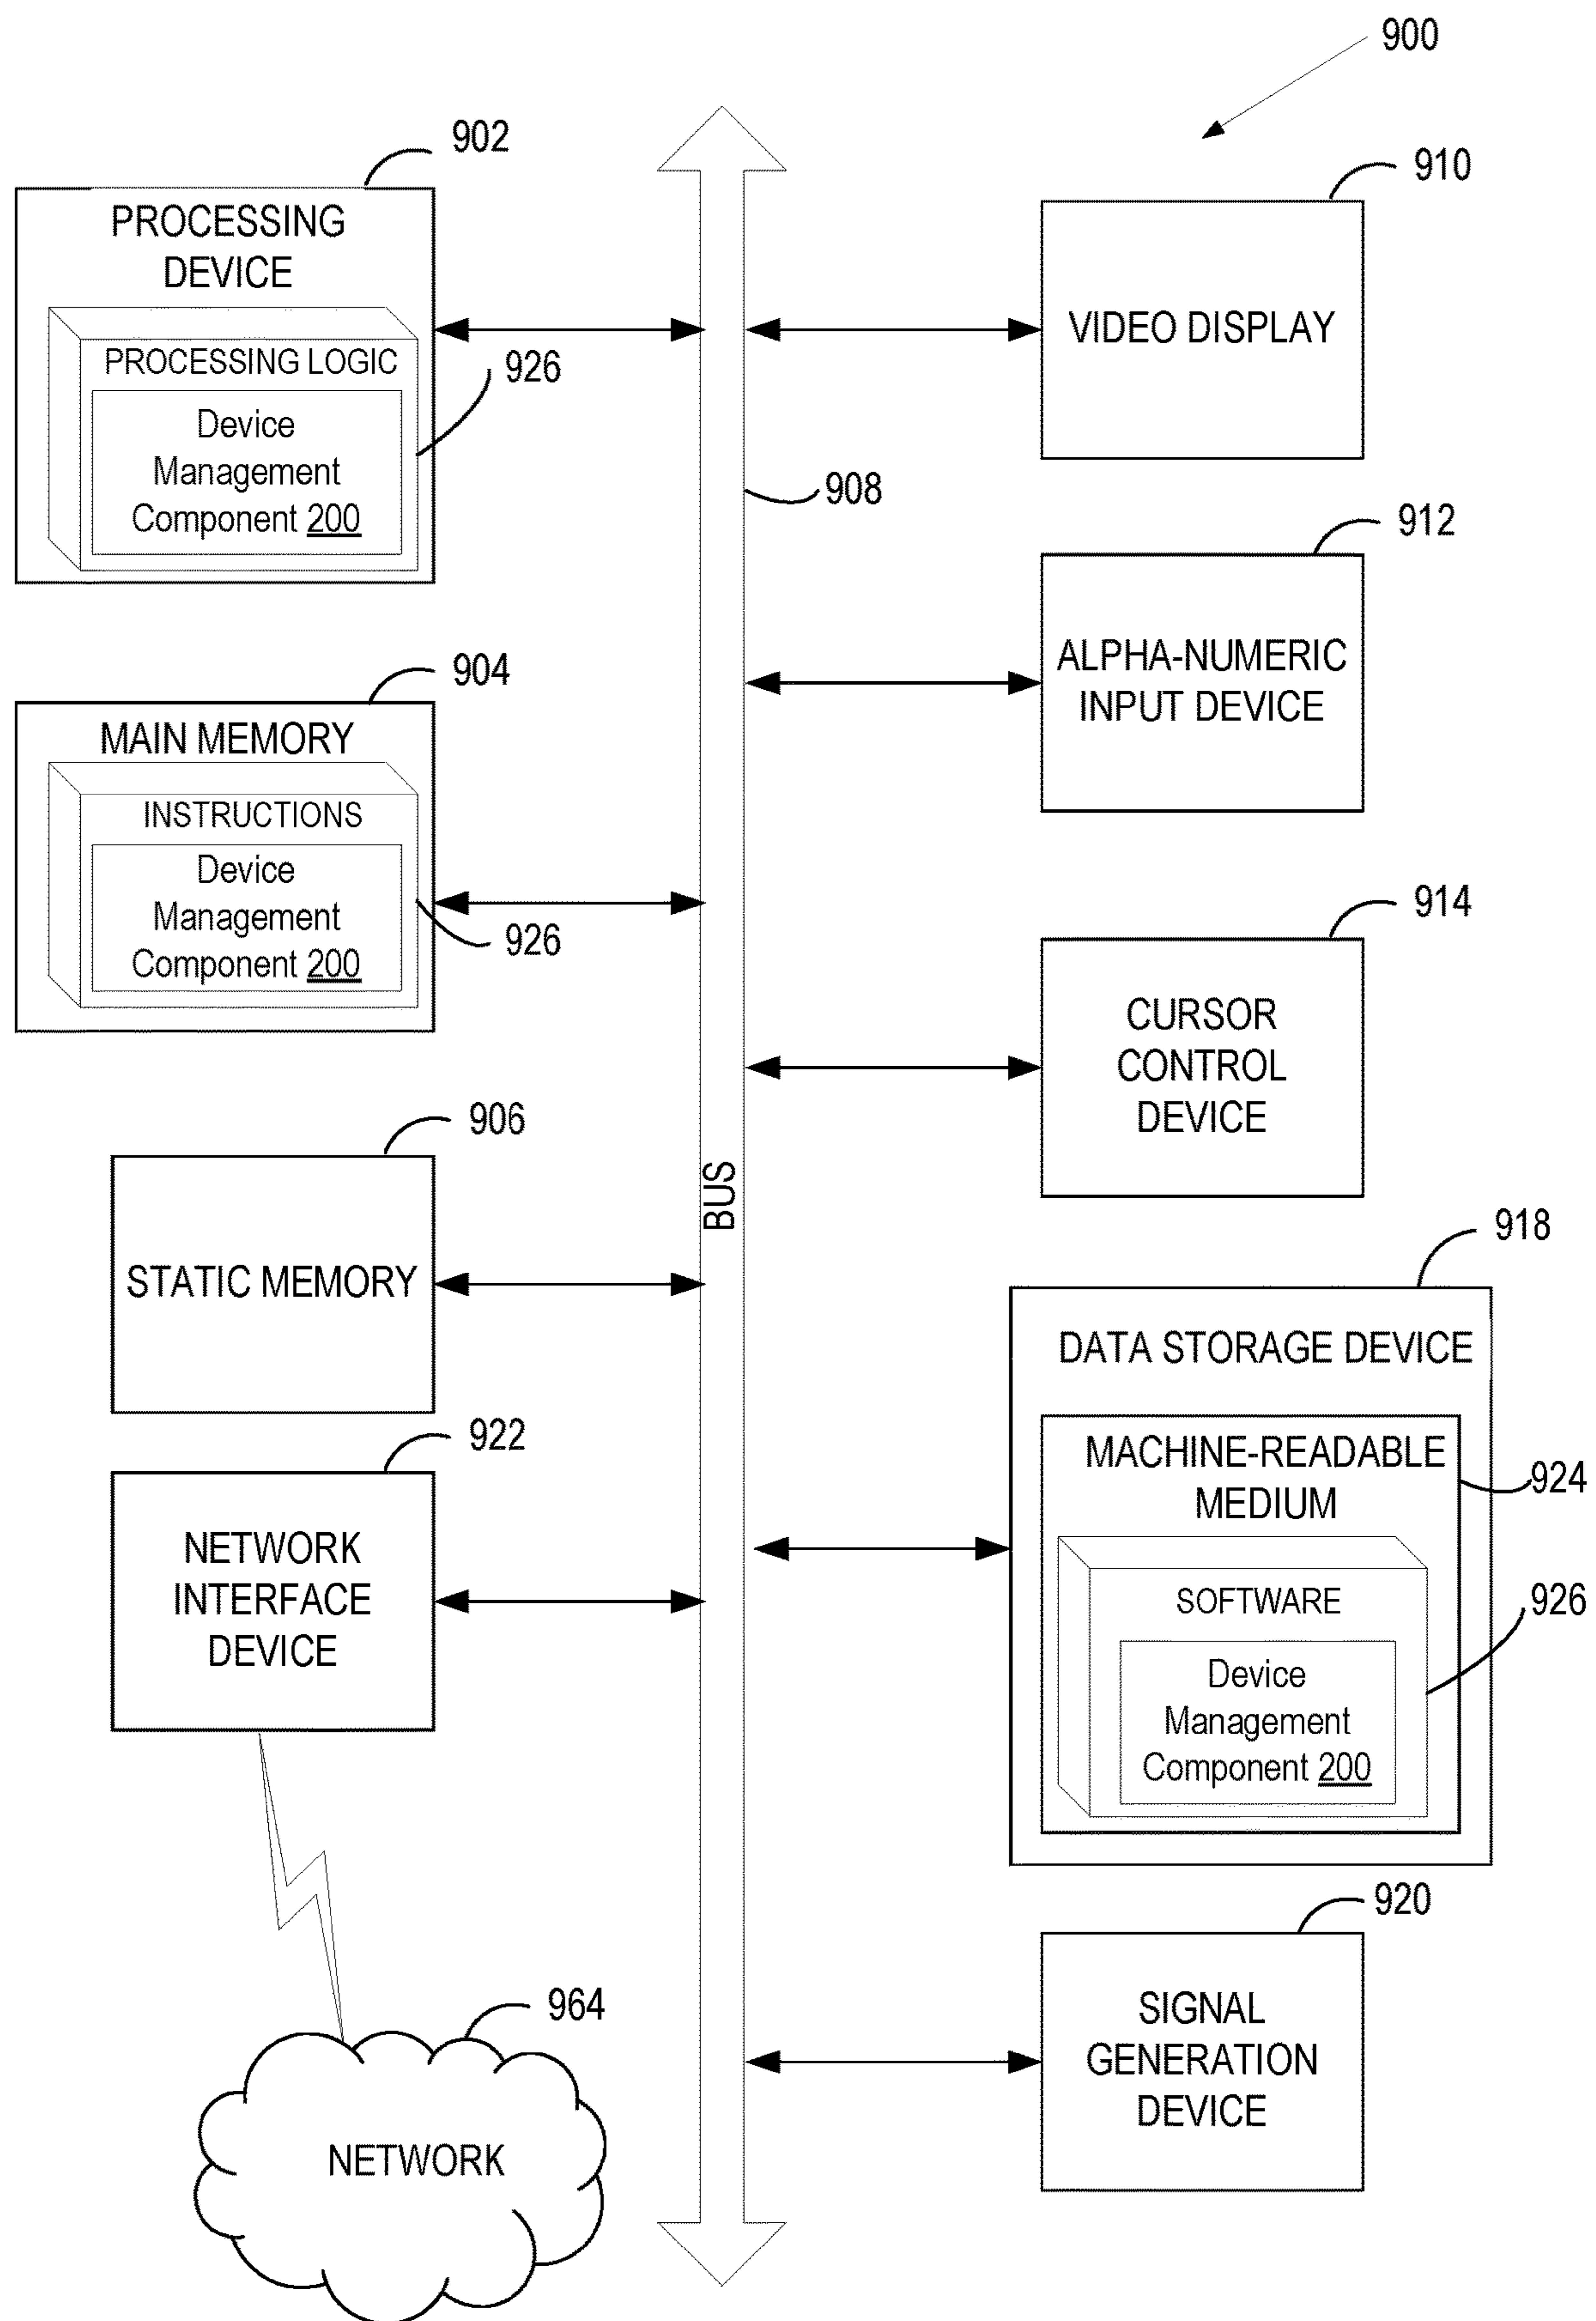 900
902
PROCESSING
DEVICE
PROCESSING LOGIC
Device
Management
Component 200
926
904
MAIN MEMORY
INSTRUCTIONS
Device
Management
Component 200
926
906
STATIC MEMORY
922
NETWORK
INTERFACE
DEVICE
964
NETWORK
908
BUS
910
VIDEO DISPLAY
912
ALPHA-NUMERIC
INPUT DEVICE
914
CURSOR
CONTROL
DEVICE
918
DATA STORAGE DEVICE
MACHINE-READABLE
MEDIUM
924
SOFTWARE
926
Device
Management
Component 200
920
SIGNAL
GENERATION
DEVICE